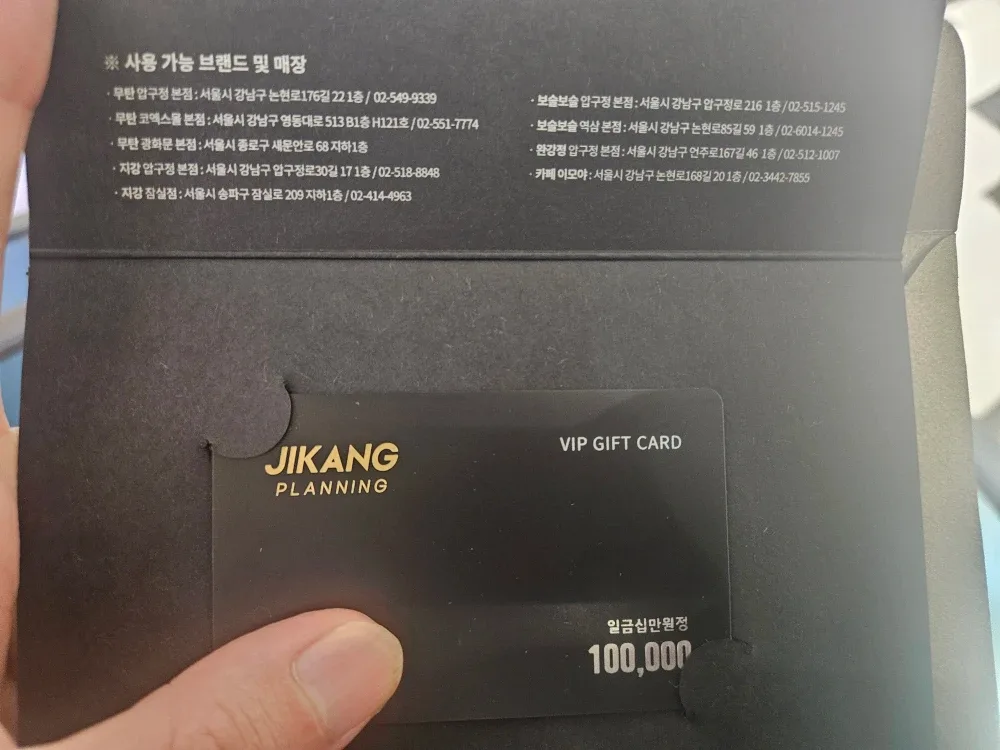 ※ 사용 가능 브랜드 및 매장
· 무탄 압구정 본점 : 서울시 강남구 논현로176길 22 1층 / 02-549-9339
· 무탄 코엑스몰 본점 : 서울시 강남구 영동대로 513 B1층 H121호 / 02-551-7774
· 무탄 광화문 본점 : 서울시 종로구 새문안로 68 지하1층
· 지강 압구정 본점 : 서울시 강남구 압구정로30길 17 1층 / 02-518-8848
· 지강 잠실점 : 서울시 송파구 잠실로 209 지하1층 / 02-414-4963
· 보슬보슬 압구정 본점 : 서울시 강남구 압구정로 216 1층 / 02-515-1245
· 보슬보슬 역삼 본점 : 서울시 강남구 논현로85길 59 1층 / 02-6014-1245
· 완강정 압구정 본점 : 서울시 강남구 언주로167길 46 1층 / 02-512-1007
· 카페 이모야 : 서울시 강남구 논현로168길 20 1층 / 02-3442-7855
JIKANG
PLANNING
VIP GIFT CARD
일금십만원정
100,000